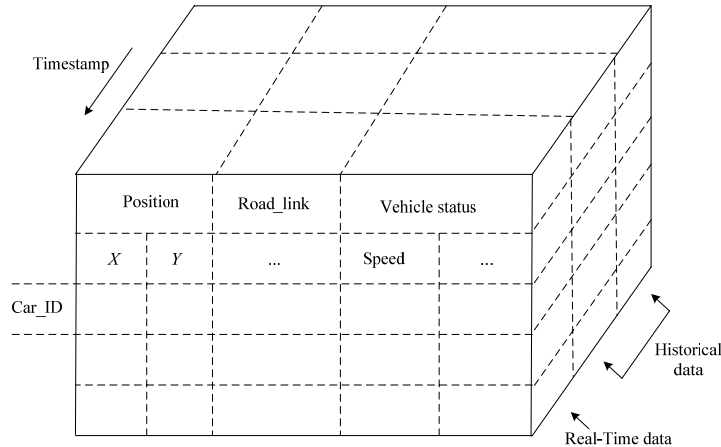 Timestamp
Position Road_link Vehicle status
X Y ... Speed ...
Car_ID
Historical
data
Real-Time data